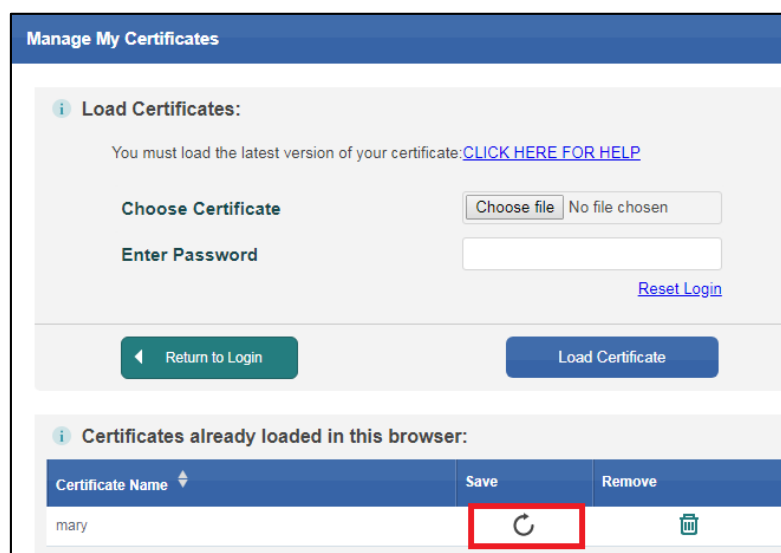 Manage My Certificates
i Load Certificates:
You must load the latest version of your certificate:CLICK HERE FOR HELP
Choose Certificate Choose file No file chosen
Enter Password
Reset Login
Return to Login Load Certificate
i Certificates already loaded in this browser:
Certificate Name Save Remove
mary